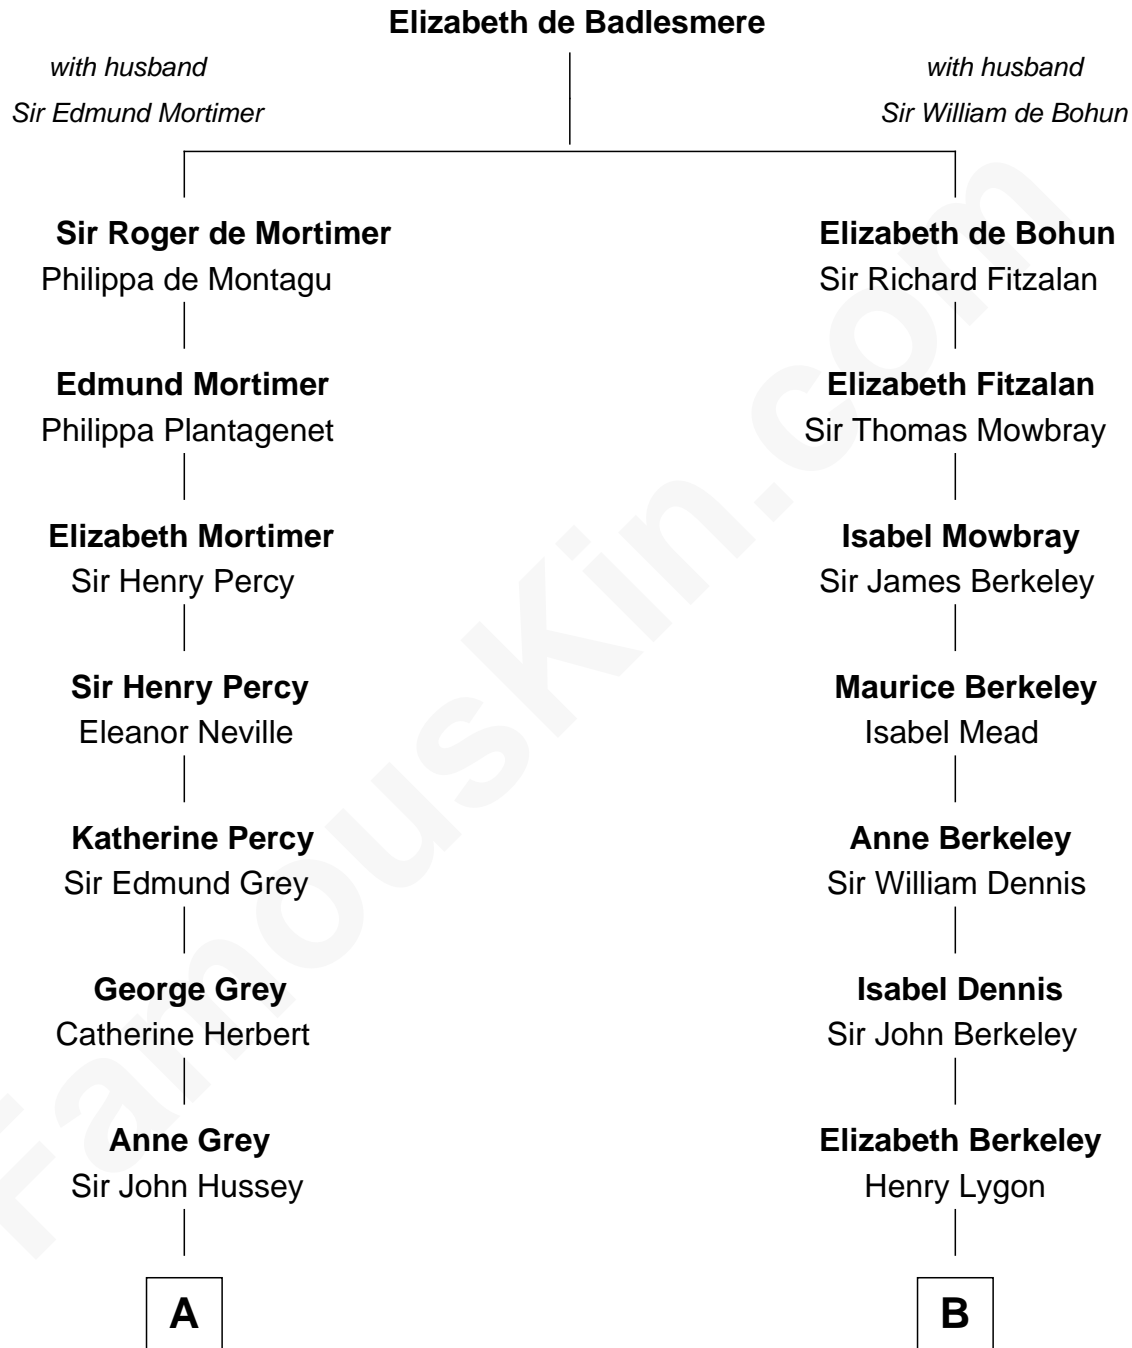 Elizabeth de Badlesmere
with husband
Sir Edmund Mortimer
with husband
Sir William de Bohun
Sir Roger de Mortimer
Philippa de Montagu
Elizabeth de Bohun
Sir Richard Fitzalan
Edmund Mortimer
Philippa Plantagenet
Elizabeth Fitzalan
Sir Thomas Mowbray
Elizabeth Mortimer
Sir Henry Percy
Isabel Mowbray
Sir James Berkeley
Sir Henry Percy
Eleanor Neville
Maurice Berkeley
Isabel Mead
Katherine Percy
Sir Edmund Grey
Anne Berkeley
Sir William Dennis
George Grey
Catherine Herbert
Isabel Dennis
Sir John Berkeley
Anne Grey
Sir John Hussey
Elizabeth Berkeley
Henry Lygon
A
B
FamousKin.com